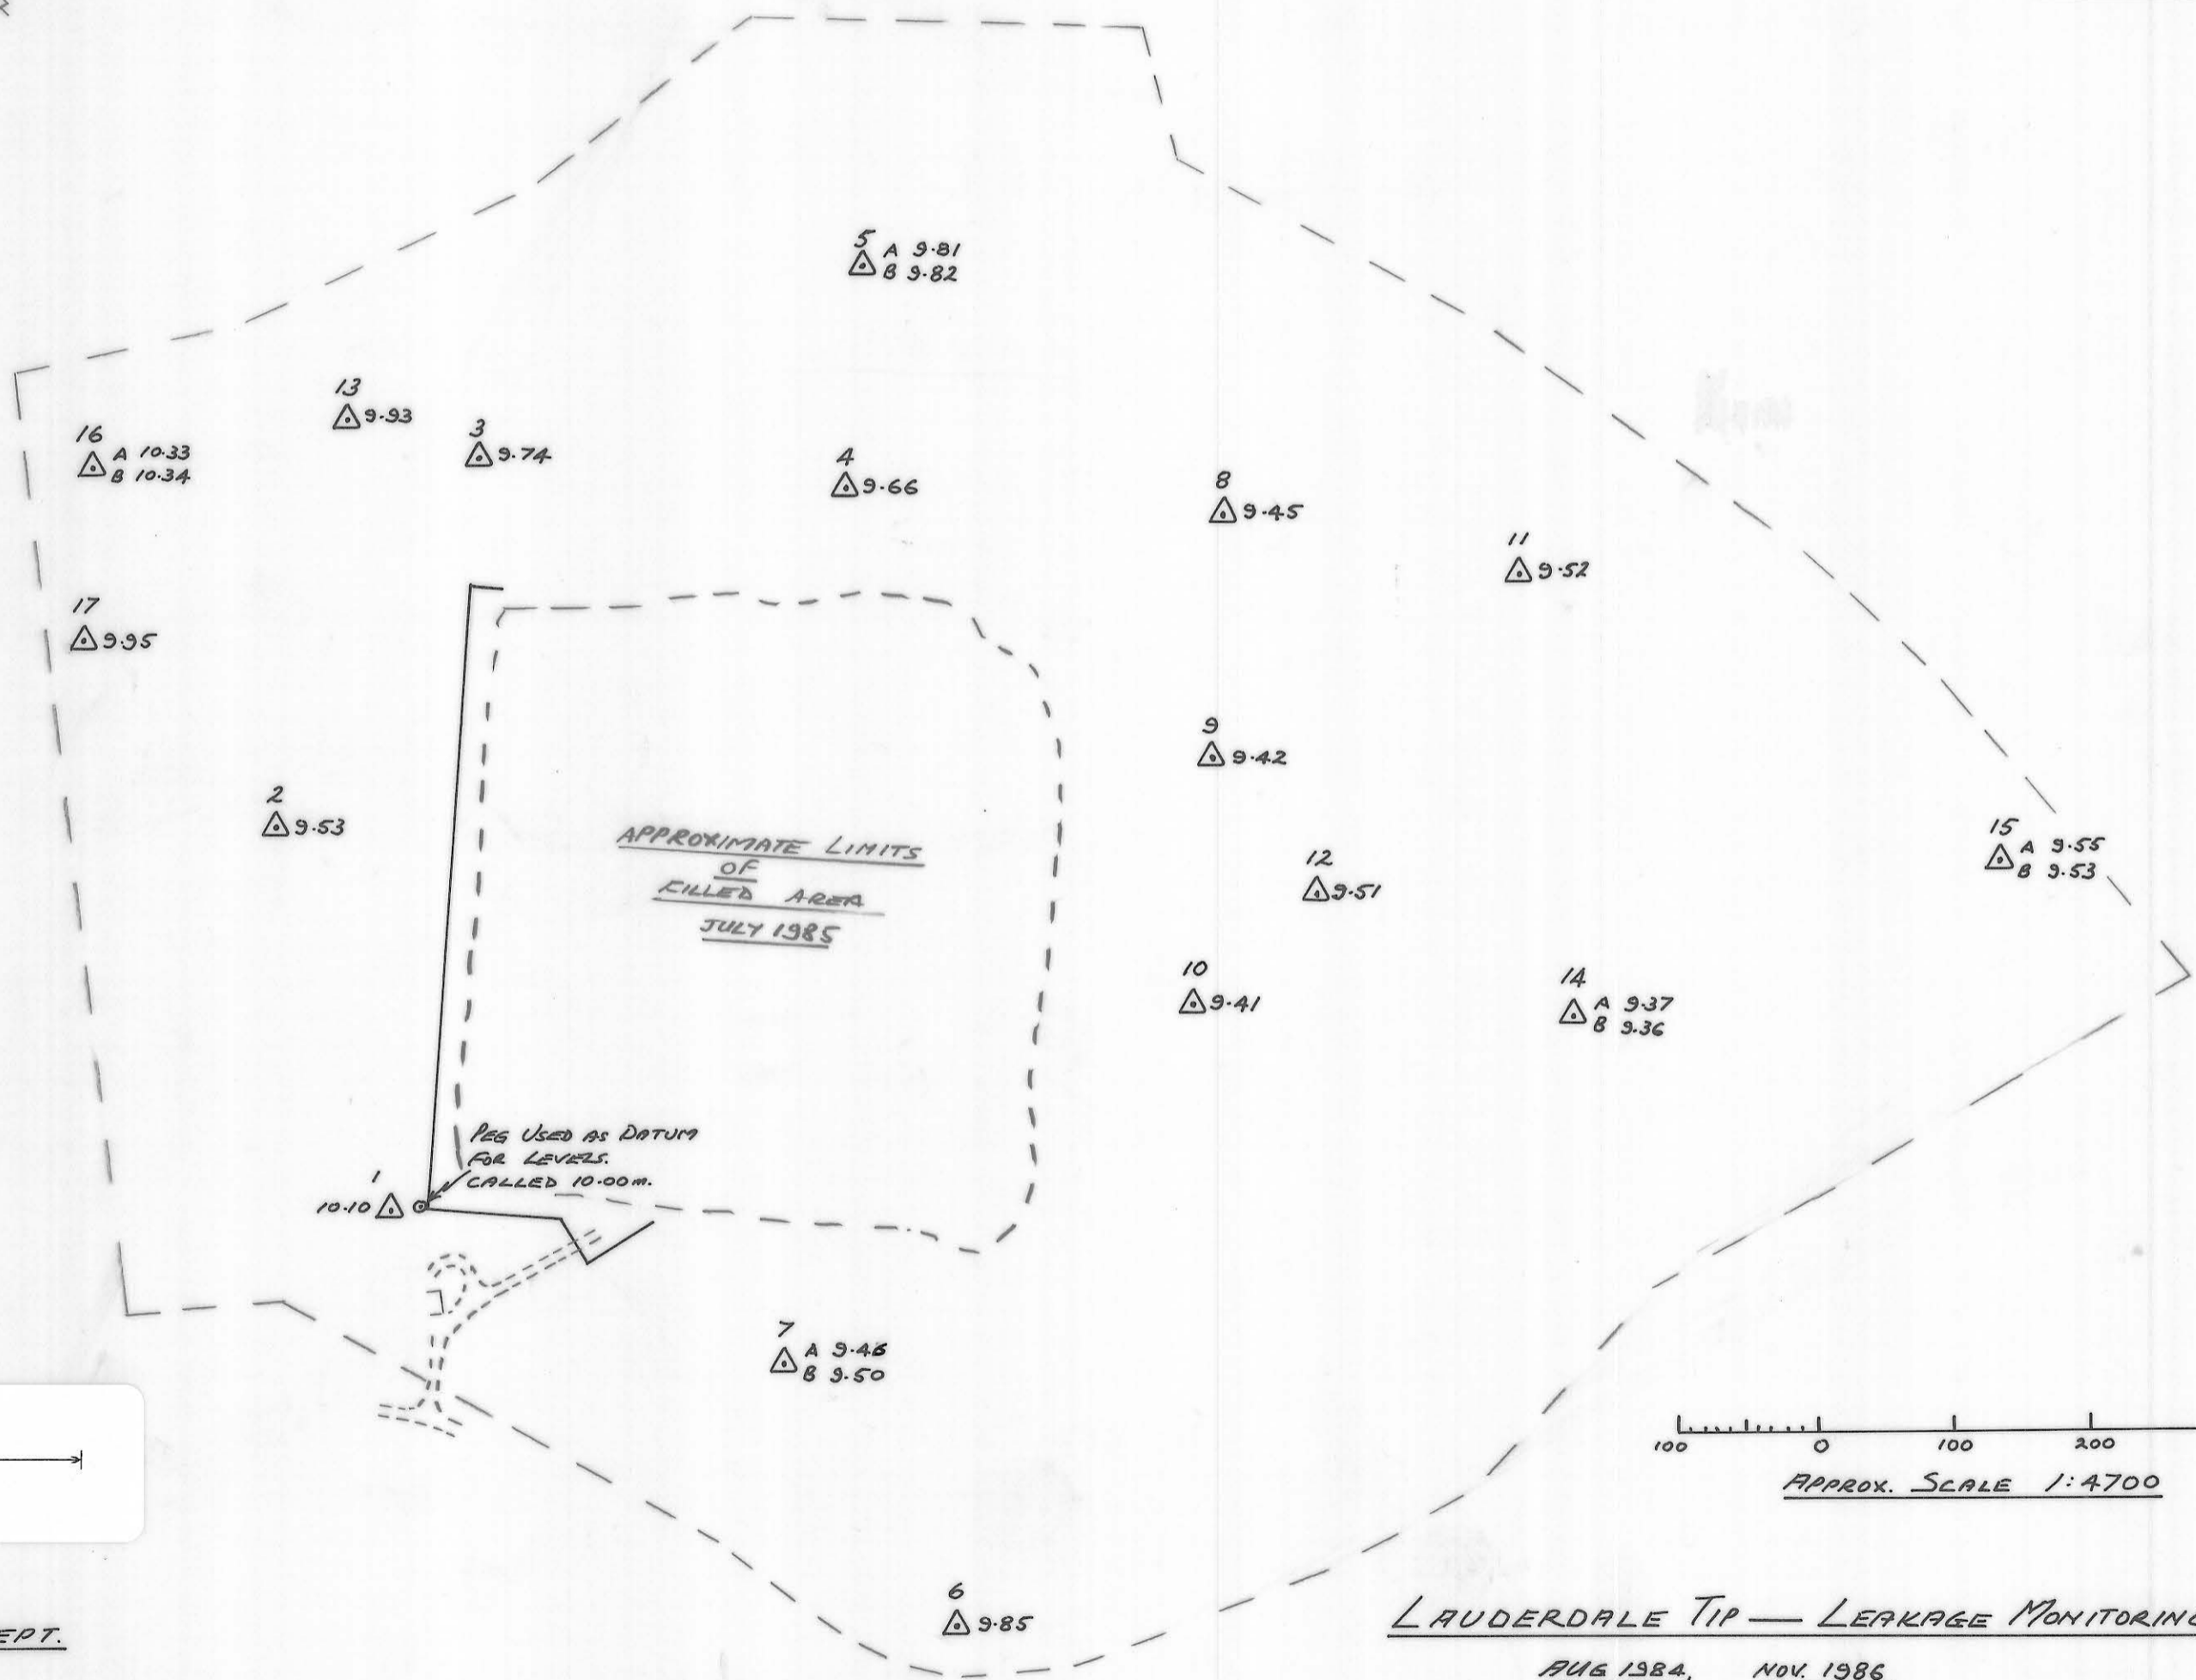 5
A 9.81
B 9.82
13
9.93
3
9.74
16
A 10.33
B 10.34
4
9.66
8
9.45
11
9.52
17
9.95
9
9.42
2
9.53
APPROXIMATE LIMITS
OF
FILLED AREA
JULY 1985
12
9.51
15
A 9.55
B 9.53
10
9.41
14
A 9.37
B 9.36
PEG USED AS DATUM
FOR LEVELS.
CALLED 10.00m.
1
10.10
7
A 9.46
B 9.50
100 0 100 200
APPROX. SCALE 1:4700
6
9.85
EPT.
LAUDERDALE TIP — LEAKAGE MONITORING
AUG 1984, NOV. 1986